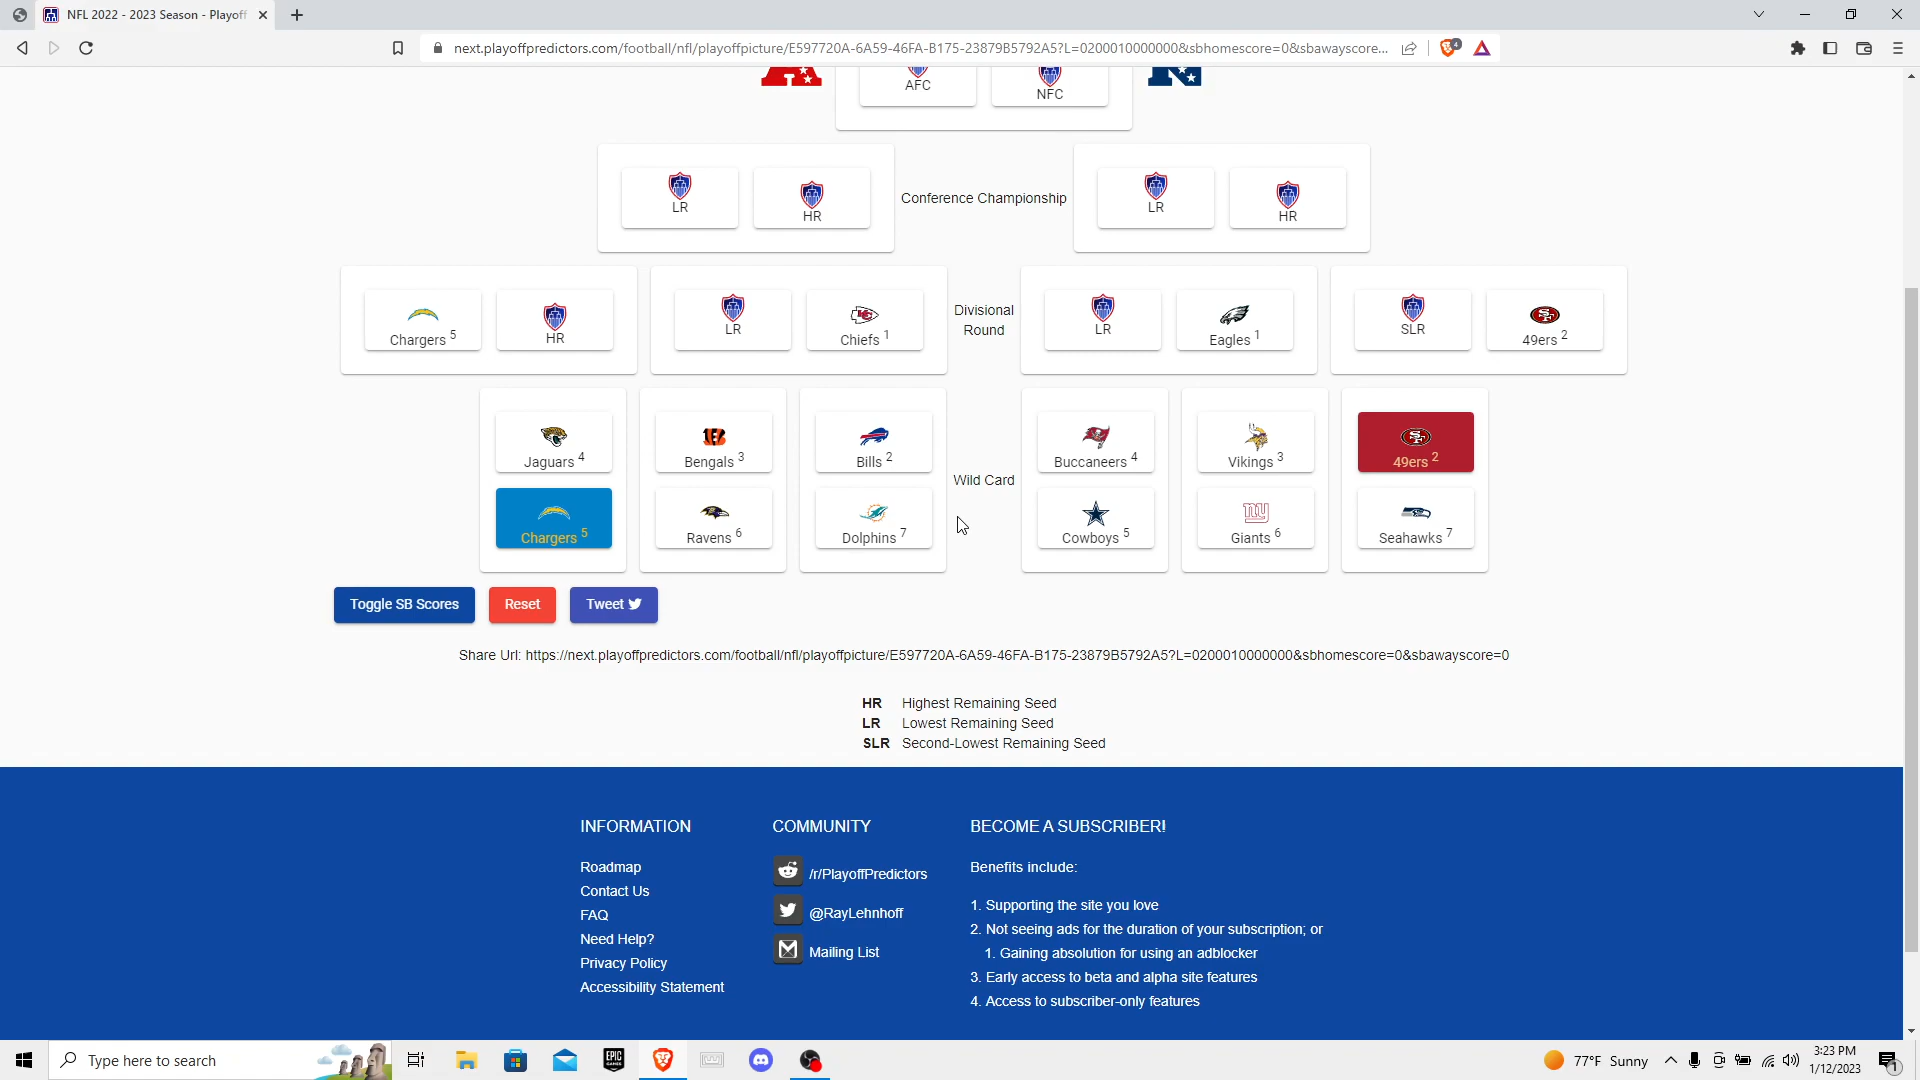 NFL 2022 - 2023 Season - Playoff
next.playoffpredictors.com/football/nfl/playoffpicture/E597720A-6A59-46FA-B175-23879B5792A5?L=0200010000000&sbhomescore=0&sbawayscore...
4
AFC
NFC
LR
HR
Conference Championship
LR
HR
Chargers 5
HR
LR
Chiefs 1
Divisional
Round
LR
Eagles 1
SLR
49ers 2
Jaguars 4
Bengals 3
Bills 2
Buccaneers 4
Vikings 3
49ers 2
Wild Card
Chargers 5
Ravens 6
Dolphins 7
Cowboys 5
Giants 6
Seahawks 7
Toggle SB Scores
Reset
Tweet
Share Url: https://next.playoffpredictors.com/football/nfl/playoffpicture/E597720A-6A59-46FA-B175-23879B5792A5?L=0200010000000&sbhomescore=0&sbawayscore=0
HR Highest Remaining Seed
LR Lowest Remaining Seed
SLR Second-Lowest Remaining Seed
INFORMATION
Roadmap
Contact Us
FAQ
Need Help?
Privacy Policy
Accessibility Statement
COMMUNITY
/r/PlayoffPredictors
@RayLehnhoff
Mailing List
BECOME A SUBSCRIBER!
Benefits include:
1. Supporting the site you love
2. Not seeing ads for the duration of your subscription; or
1. Gaining absolution for using an adblocker
3. Early access to beta and alpha site features
4. Access to subscriber-only features
Type here to search
EPIC
GAMES
77°F Sunny
3:23 PM
1/12/2023
1